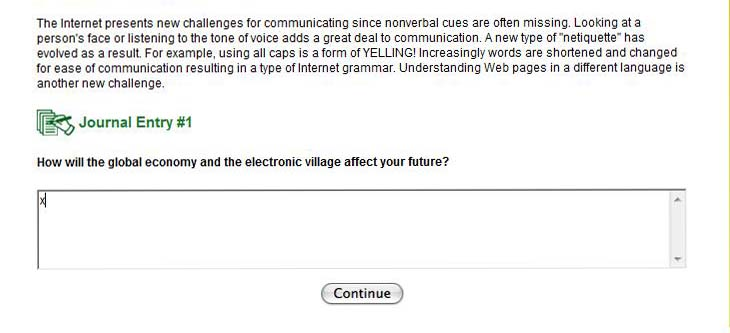 The Internet presents new challenges for communicating since nonverbal cues are often missing. Looking at a
person's face or listening to the tone of voice adds a great deal to communication. A new type of "netiquette" has
evolved as a result. For example, using all caps is a form of YELLING! Increasingly words are shortened and changed
for ease of communication resulting in a type of Internet grammar. Understanding Web pages in a different language is
another new challenge.
Journal Entry #1
How will the global economy and the electronic village affect your future?
x
Continue